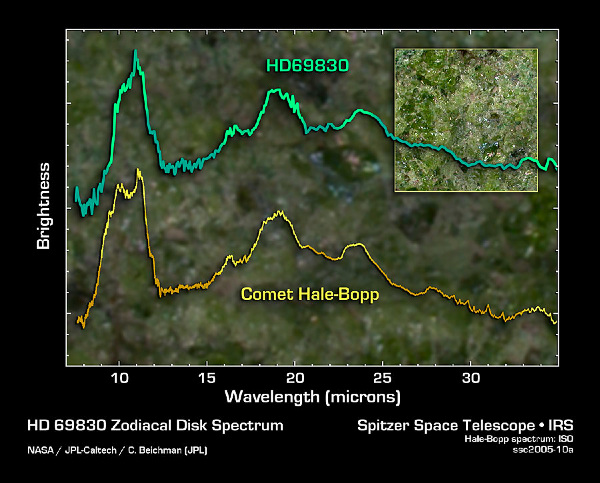 HD69830
Brightness
Comet Hale-Bopp
10 15 20 25 30
Wavelength (microns)
HD 69830 Zodiacal Disk Spectrum
NASA / JPL-Caltech / C. Beichman (JPL)
Spitzer Space Telescope • IRS
Hale-Bopp spectrum: ISO
ssc2005-10a